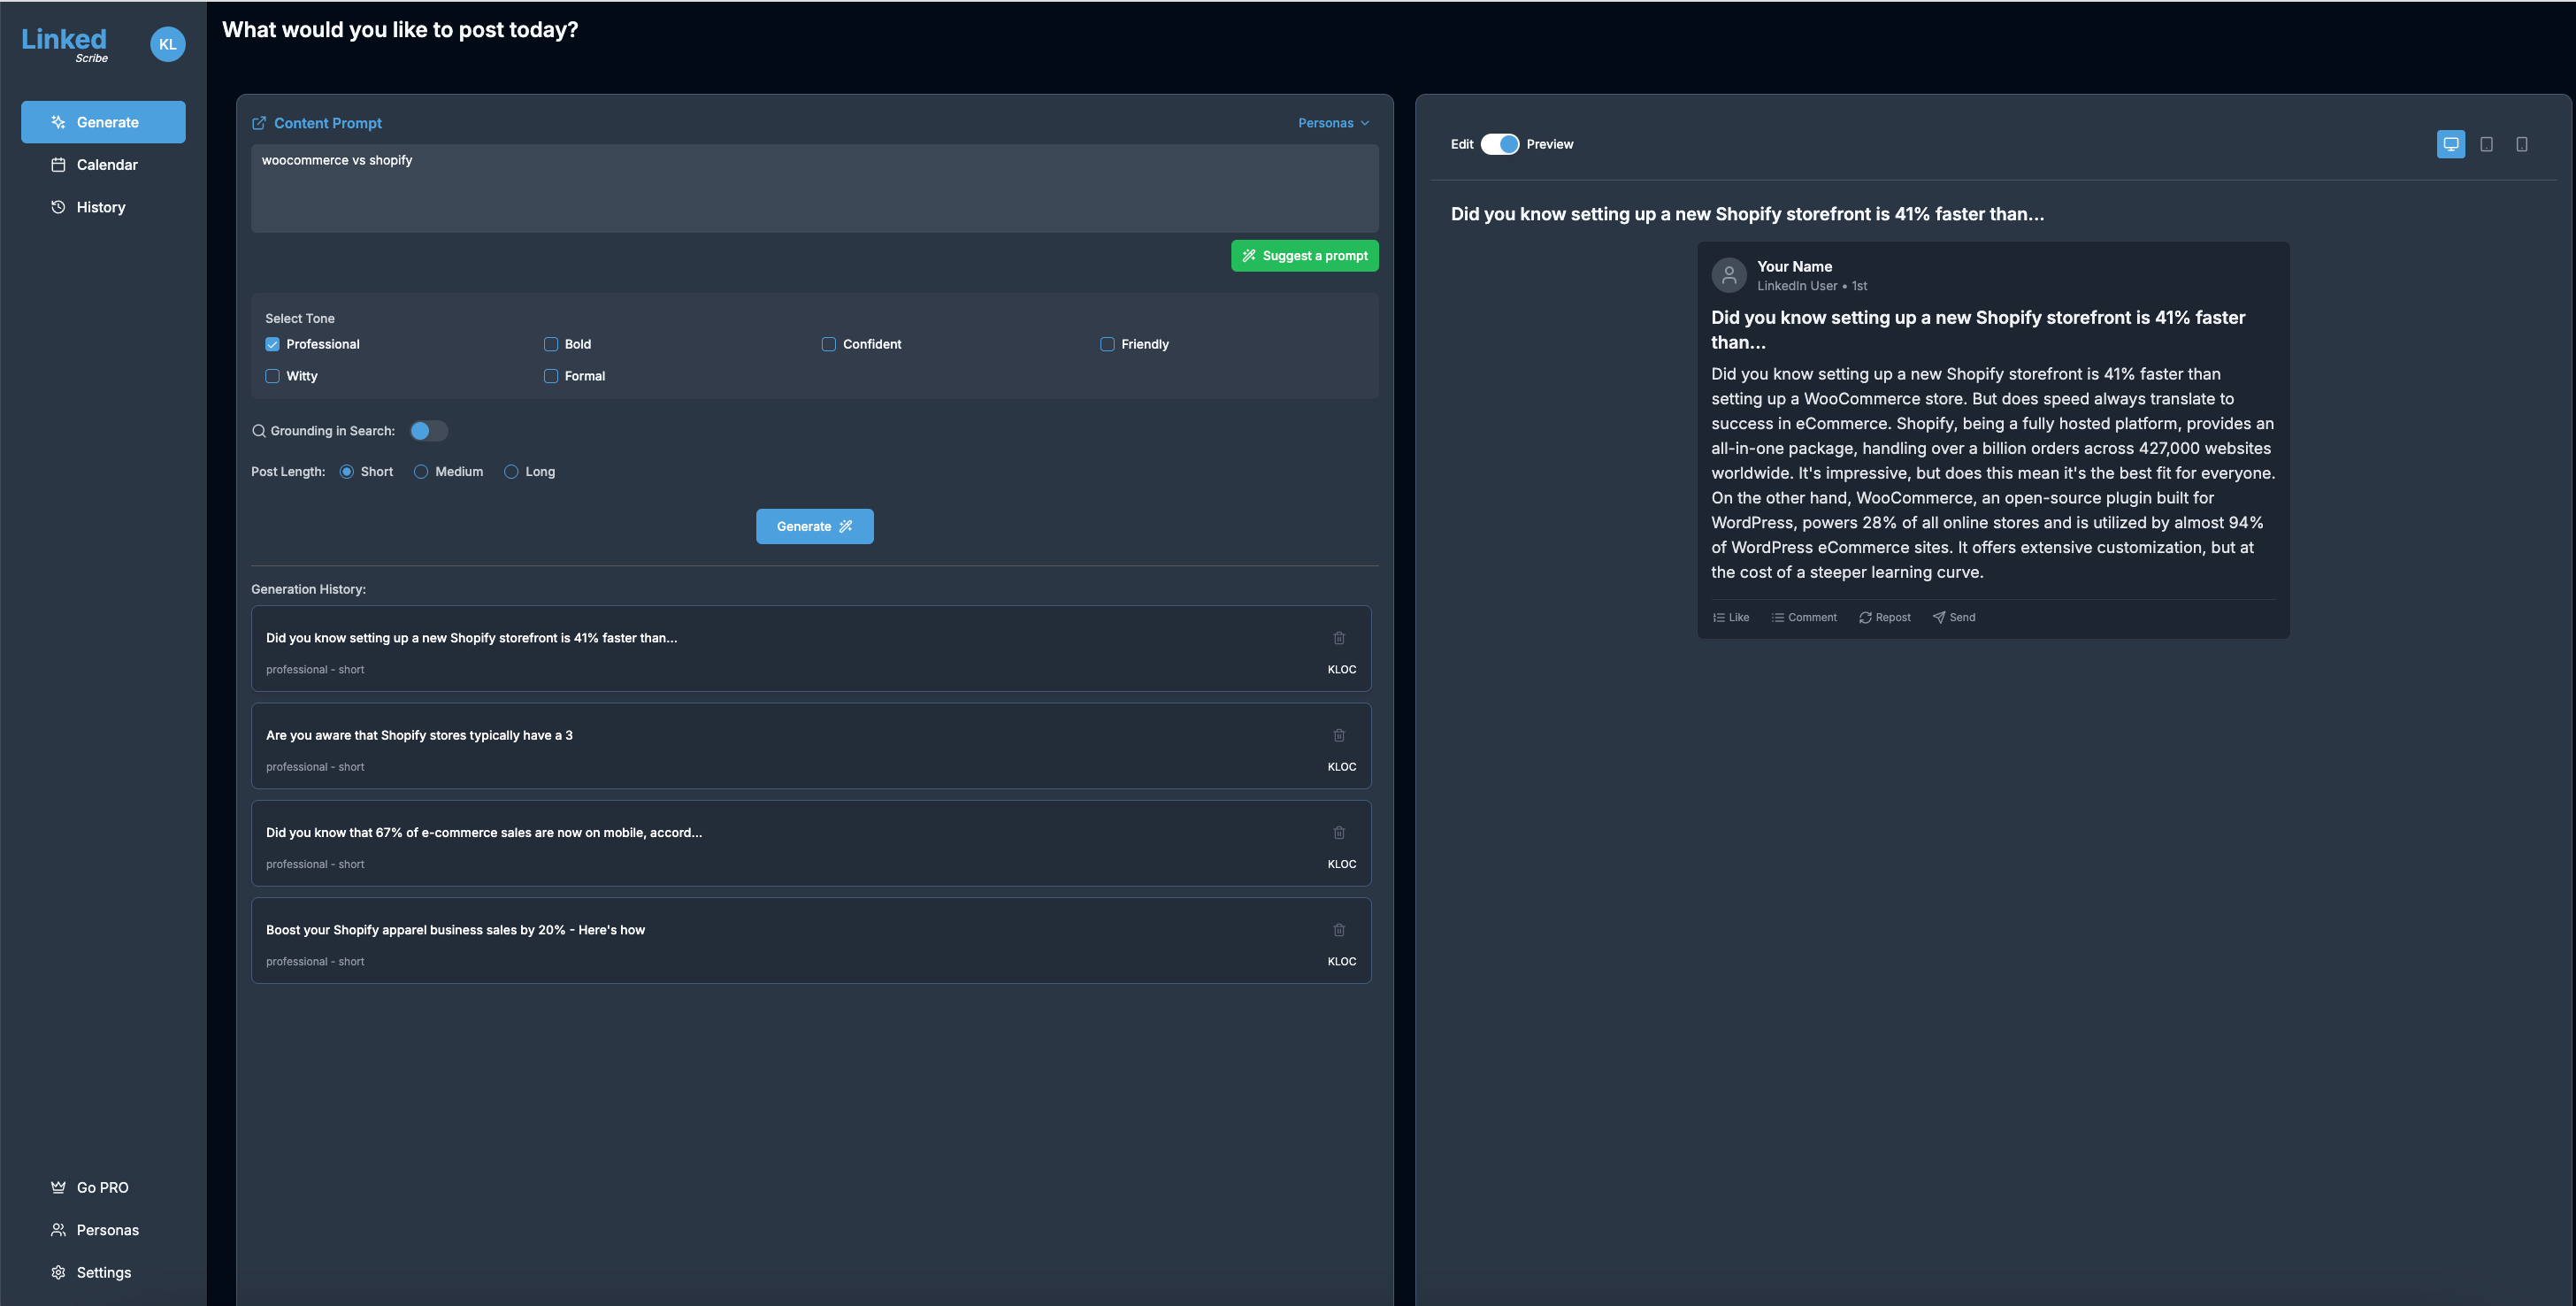 Linked
Scribe
KL
Generate
Calendar
History
Go PRO
Personas
Settings
What would you like to post today?
Content Prompt
Personas
woocommerce vs shopify
Suggest a prompt
Select Tone
Professional
Bold
Confident
Friendly
Witty
Formal
Grounding in Search:
Post Length:
Short
Medium
Long
Generate
Generation History:
Did you know setting up a new Shopify storefront is 41% faster than...
professional - short
KLOC
Are you aware that Shopify stores typically have a 3
professional - short
KLOC
Did you know that 67% of e-commerce sales are now on mobile, accord...
professional - short
KLOC
Boost your Shopify apparel business sales by 20% - Here's how
professional - short
KLOC
Edit
Preview
Did you know setting up a new Shopify storefront is 41% faster than...
Your Name
LinkedIn User • 1st
Did you know setting up a new Shopify storefront is 41% faster
than...
Did you know setting up a new Shopify storefront is 41% faster than
setting up a WooCommerce store. But does speed always translate to
success in eCommerce. Shopify, being a fully hosted platform, provides an
all-in-one package, handling over a billion orders across 427,000 websites
worldwide. It's impressive, but does this mean it's the best fit for everyone.
On the other hand, WooCommerce, an open-source plugin built for
WordPress, powers 28% of all online stores and is utilized by almost 94%
of WordPress eCommerce sites. It offers extensive customization, but at
the cost of a steeper learning curve.
Like
Comment
Repost
Send